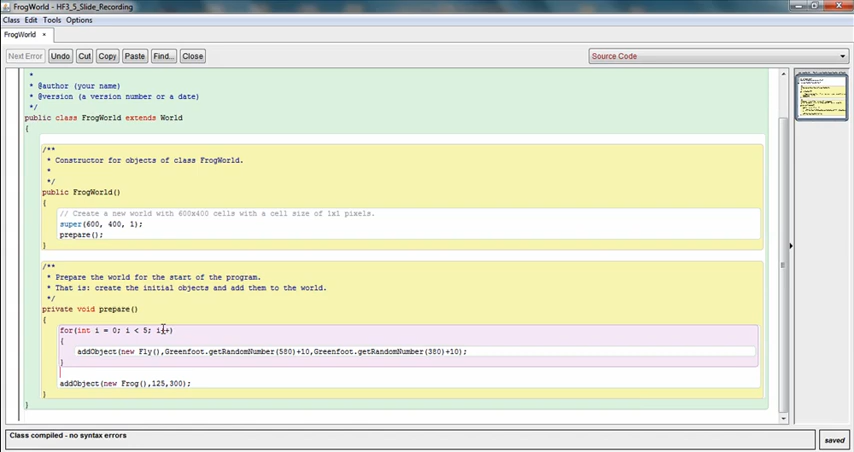 FrogWorld - HF3_5_Slide_Recording
Class Edit Tools Options
FrogWorld ×
Next Error Undo Cut Copy Paste Find... Close Source Code
*
* @author (your name)
* @version (a version number or a date)
*/
public class FrogWorld extends World
{
/**
* Constructor for objects of class FrogWorld.
*
*/
public FrogWorld()
{
// Create a new world with 600x400 cells with a cell size of 1x1 pixels.
super(600, 400, 1);
prepare();
}
/**
* Prepare the world for the start of the program.
* That is: create the initial objects and add them to the world.
*/
private void prepare()
{
for(int i = 0; i < 5; i++)
{
addObject(new Fly(),Greenfoot.getRandomNumber(580)+10,Greenfoot.getRandomNumber(380)+10);
}
addObject(new Frog(),125,300);
}
}
Class compiled - no syntax errors
saved